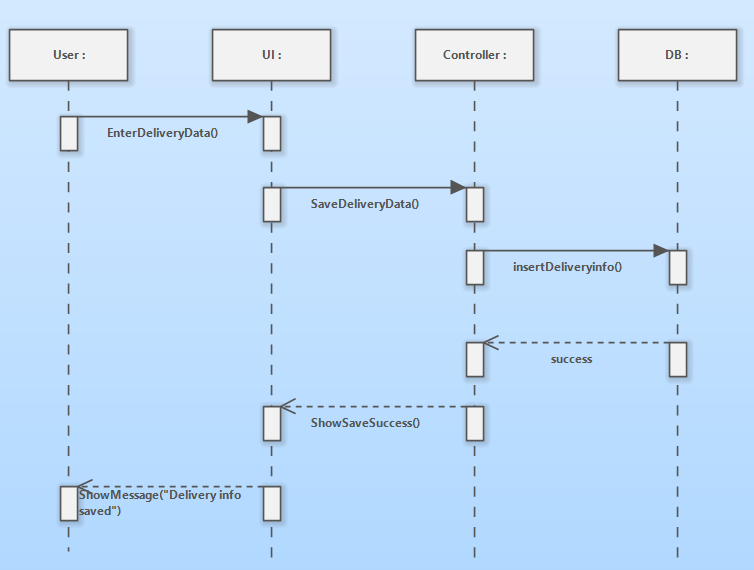 User :
UI :
Controller :
DB :
EnterDeliveryData()
SaveDeliveryData()
insertDeliveryinfo()
success
ShowSaveSuccess()
ShowMessage("Delivery info
saved")